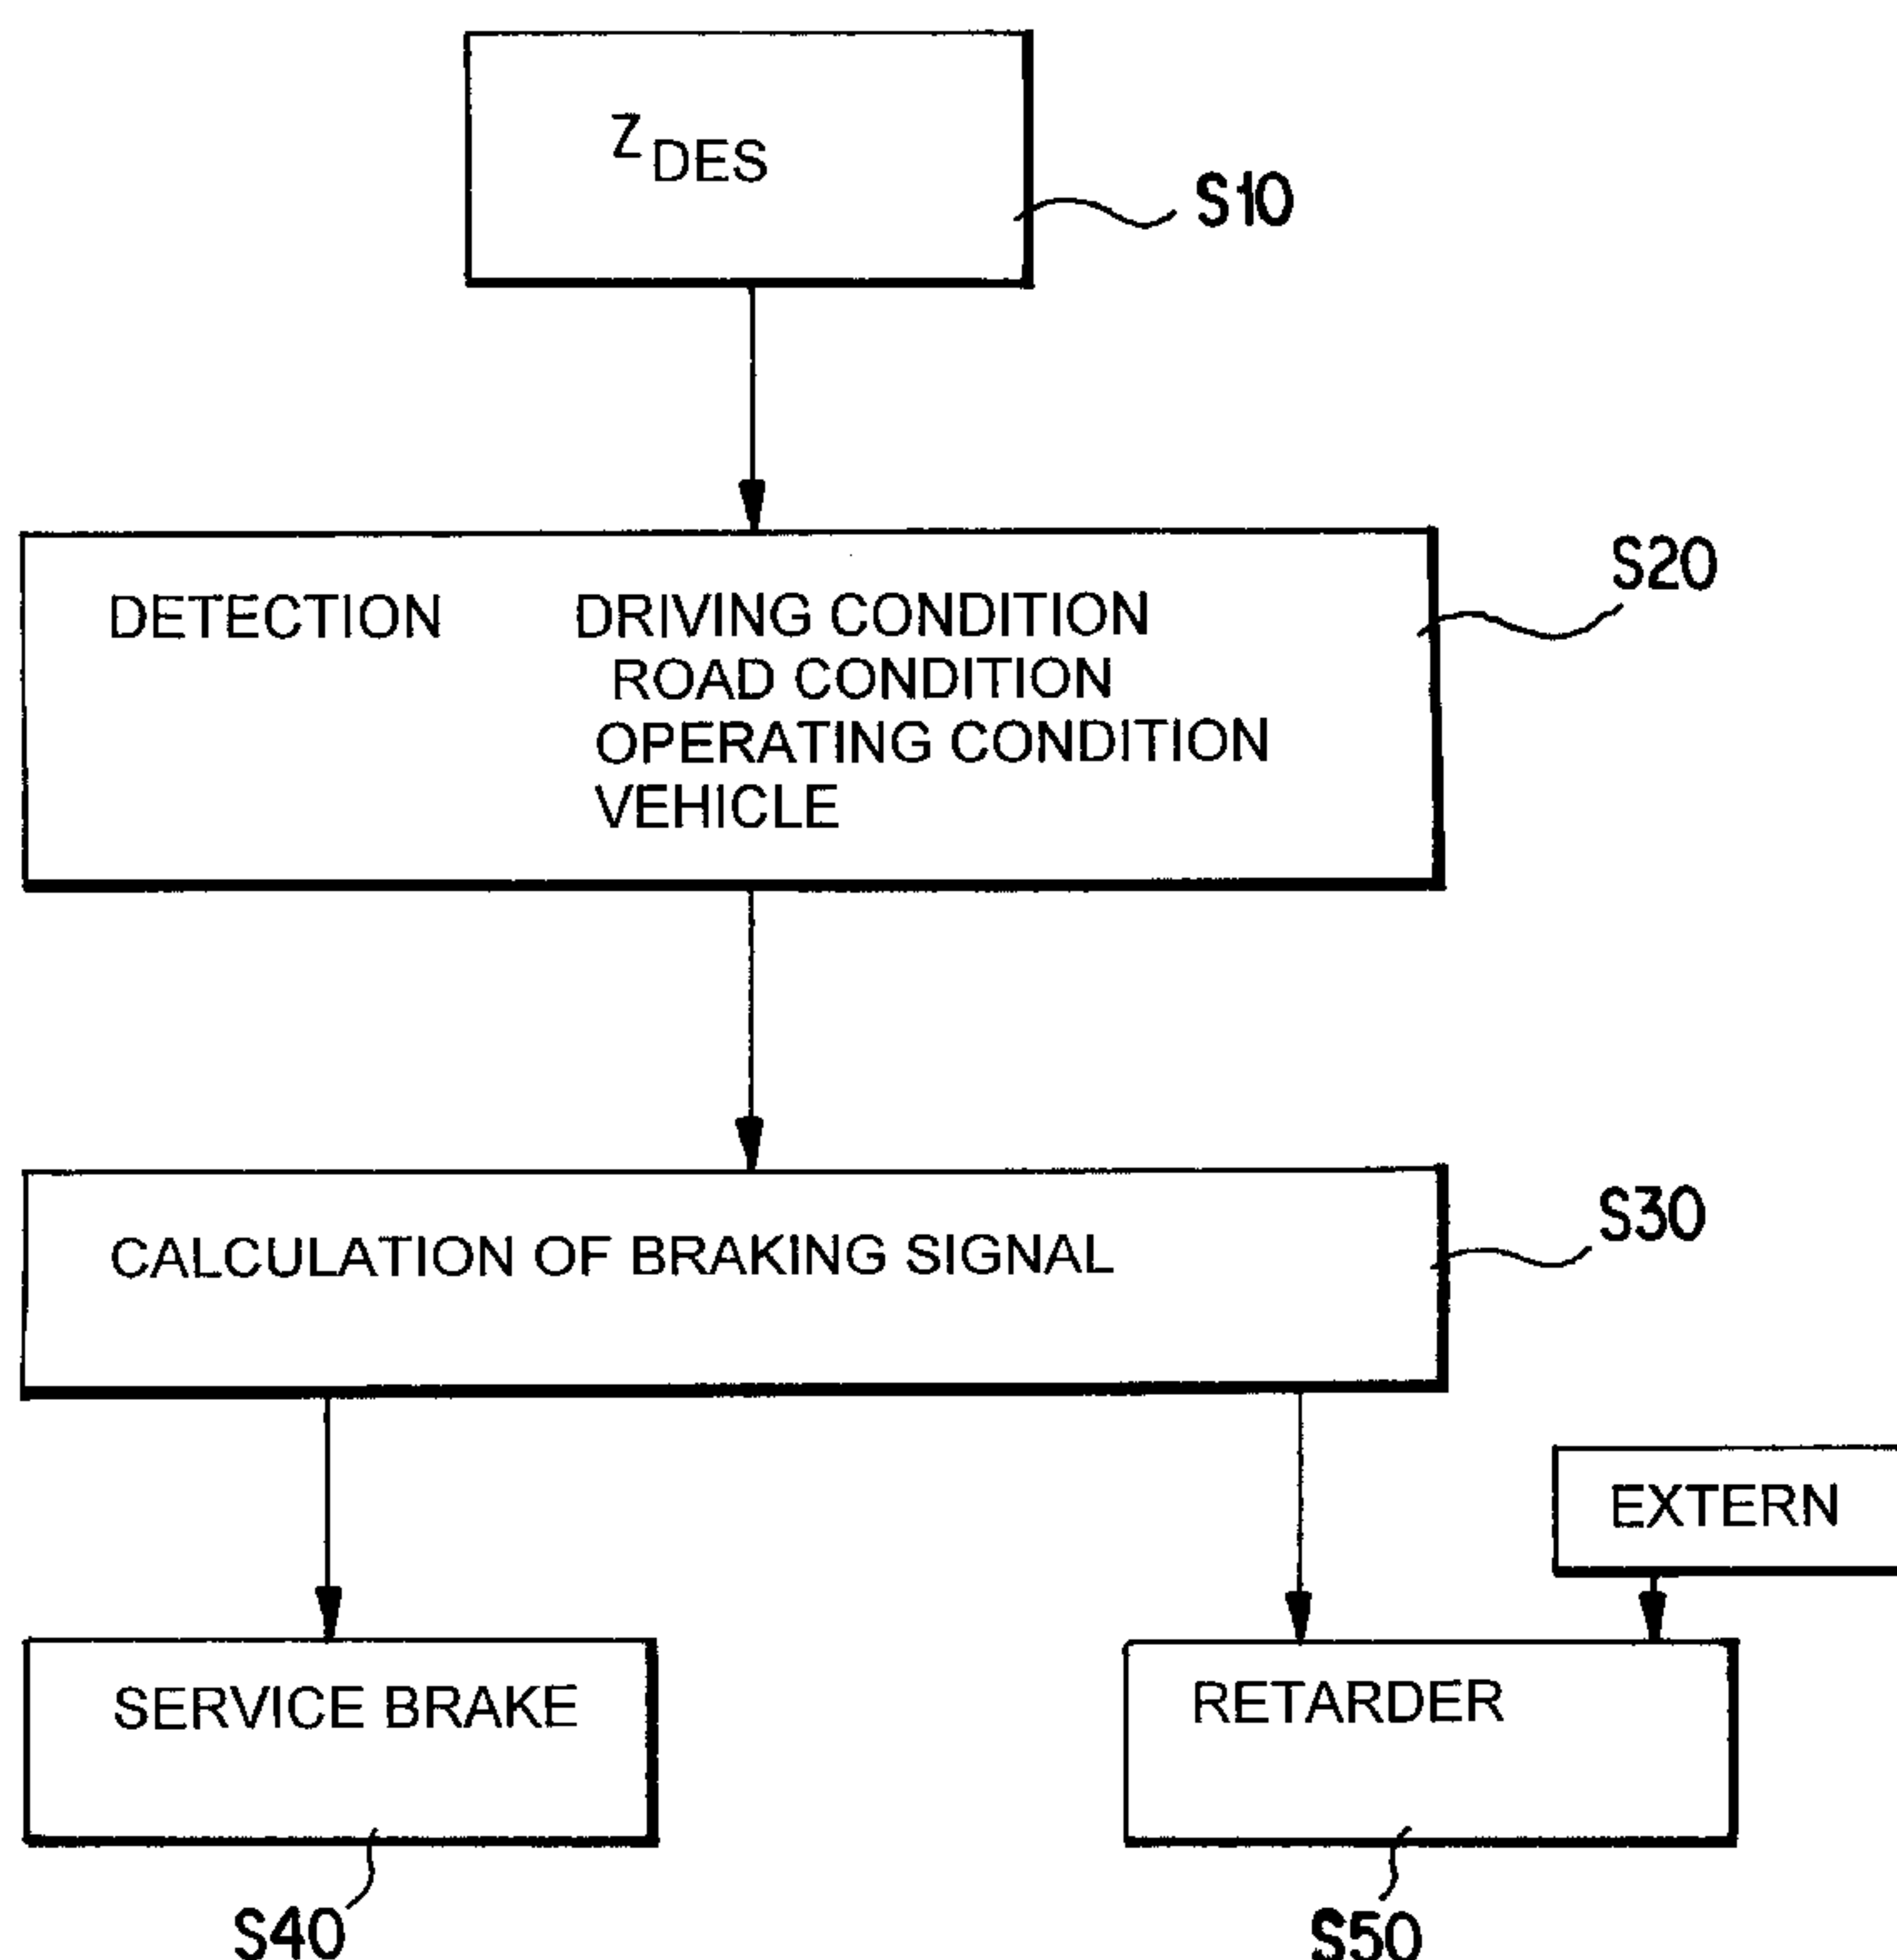 Z DES
S10
S20
DETECTION DRIVING CONDITION
ROAD CONDITION
OPERATING CONDITION
VEHICLE
S30
CALCULATION OF BRAKING SIGNAL
EXTERN
SERVICE BRAKE
RETARDER
S40
S50